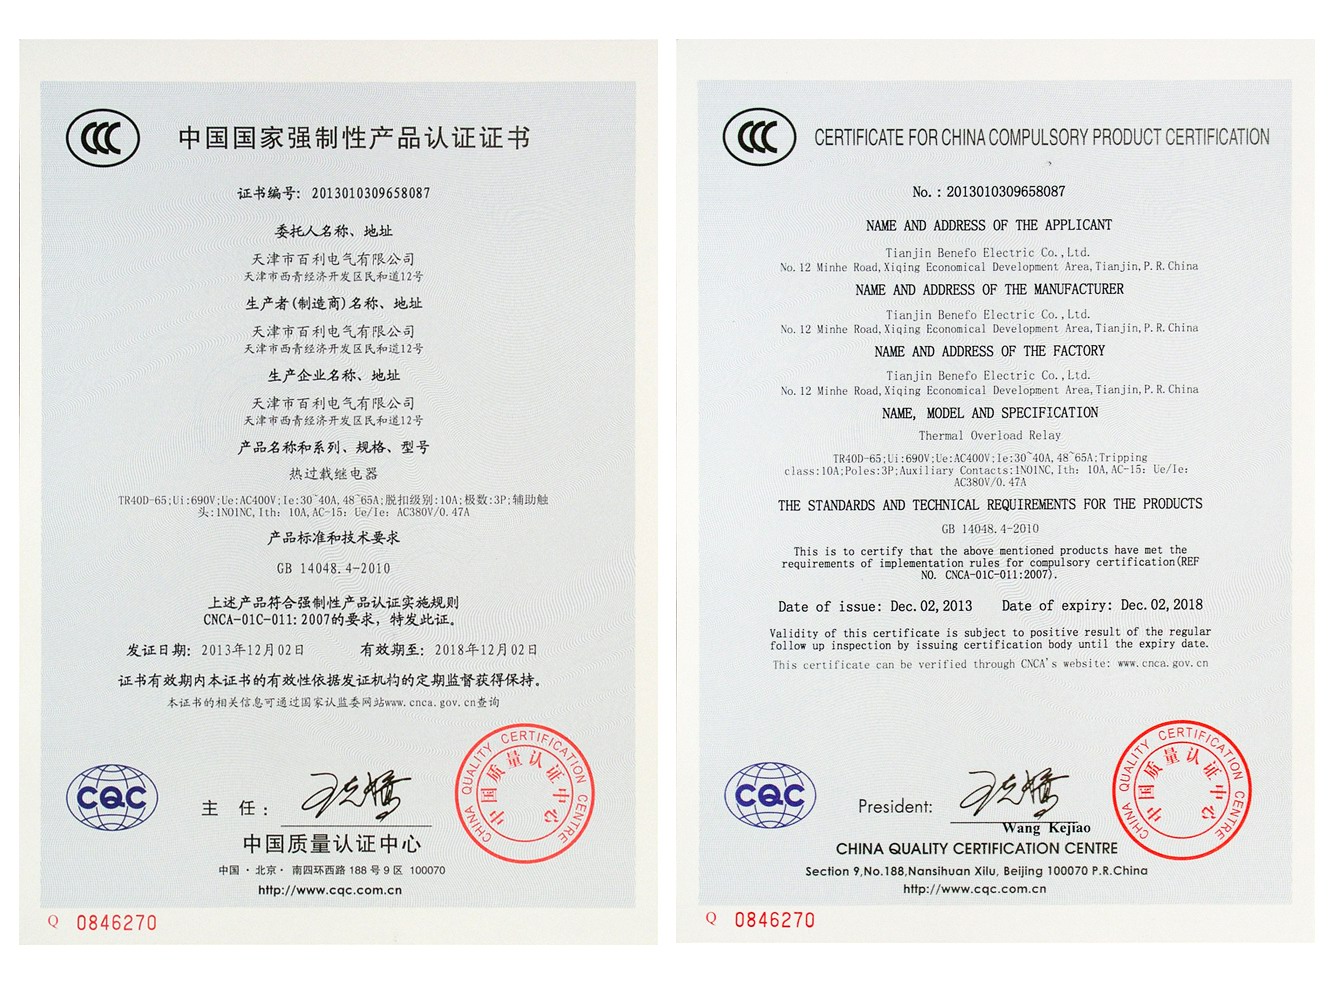 CCC
中国国家强制性产品认证证书
证书编号: 2013010309658087
委托人名称、地址
天津市百利电气有限公司
天津市西青经济开发区民和道12号
生产者(制造商)名称、地址
天津市百利电气有限公司
天津市西青经济开发区民和道12号
生产企业名称、地址
天津市百利电气有限公司
天津市西青经济开发区民和道12号
产品名称和系列、规格、型号
热过载继电器
TR40D-65;Ui:690V;Ue:AC400V;Ie:30~40A,48~65A;脱扣级别:10A;极数:3P;辅助触
头:1NO1NC,Ith: 10A,AC-15: Ue/Ie: AC380V/0.47A
产品标准和技术要求
GB 14048.4-2010
上述产品符合强制性产品认证实施规则
CNCA-01C-011:2007的要求, 特发此证。
发证日期: 2013年12月02日 有效期至: 2018年12月02日
证书有效期内本证书的有效性依据发证机构的定期监督获得保持。
本证书的相关信息可通过国家认监委网站www.cnca.gov.cn查询
CQC
主 任:
CHINA QUALITY CERTIFICATION CENTRE
中国质量认证中心
中国质量认证中心
中国・北京・南四环西路 188 号 9 区 100070
http://www.cqc.com.cn
Q 0846270
CCC
CERTIFICATE FOR CHINA COMPULSORY PRODUCT CERTIFICATION
No.: 2013010309658087
NAME AND ADDRESS OF THE APPLICANT
Tianjin Benefo Electric Co.,Ltd.
No.12 Minhe Road,Xiqing Economical Development Area,Tianjin,P.R.China
NAME AND ADDRESS OF THE MANUFACTURER
Tianjin Benefo Electric Co.,Ltd.
No.12 Minhe Road,Xiqing Economical Development Area,Tianjin,P.R.China
NAME AND ADDRESS OF THE FACTORY
Tianjin Benefo Electric Co.,Ltd.
No.12 Minhe Road,Xiqing Economical Development Area,Tianjin,P.R.China
NAME, MODEL AND SPECIFICATION
Thermal Overload Relay
TR40D-65;Ui:690V;Ue:AC400V;Ie:30~40A,48~65A;Tripping
class:10A;Poles:3P;Auxiliary Contacts:1NO1NC, Ith: 10A,AC-15: Ue/Ie:
AC380V/0.47A
THE STANDARDS AND TECHNICAL REQUIREMENTS FOR THE PRODUCTS
GB 14048.4-2010
This is to certify that the above mentioned products have met the
requirements of implementation rules for compulsory certification(REF
NO. CNCA-01C-011:2007).
Date of issue: Dec.02,2013 Date of expiry: Dec.02,2018
Validity of this certificate is subject to positive result of the regular
follow up inspection by issuing certification body until the expiry date.
This certificate can be verified through CNCA's website: www.cnca.gov.cn
CQC
President:
Wang Kejiao
CHINA QUALITY CERTIFICATION CENTRE
中国质量认证中心
CHINA QUALITY CERTIFICATION CENTRE
Section 9,No.188,Nansihuan Xilu, Beijing 100070 P.R.China
http://www.cqc.com.cn
Q 0846270